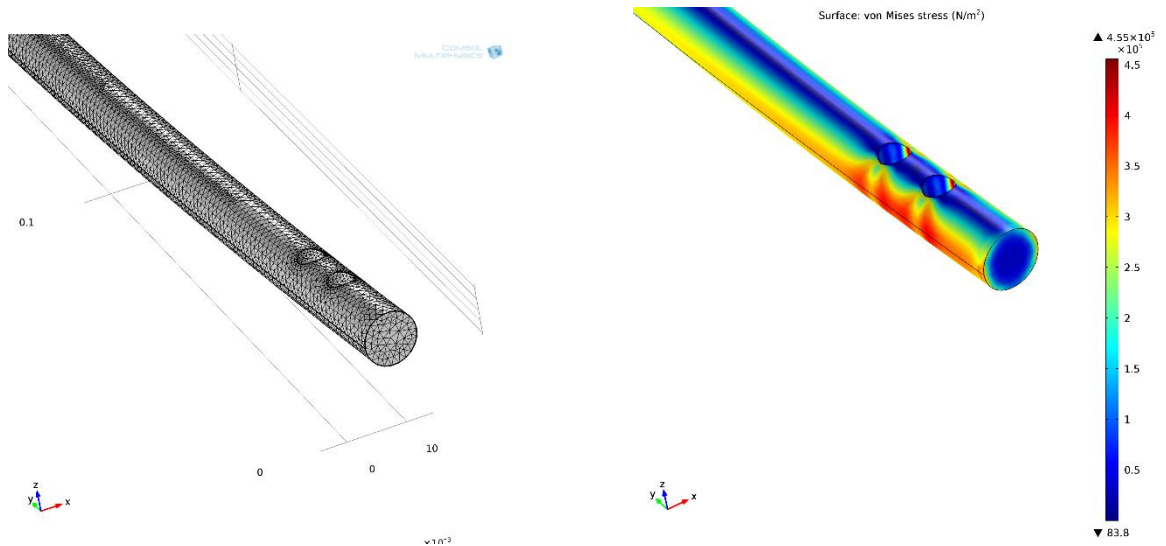 COMSOL
MULTIPHYSICS
0.1
0
0
10
z
y
x
×10⁻³
Surface: von Mises stress (N/m²)
▲ 4.55×10⁵
×10⁵
4.5
4
3.5
3
2.5
2
1.5
1
0.5
▼ 83.8
z
y
x